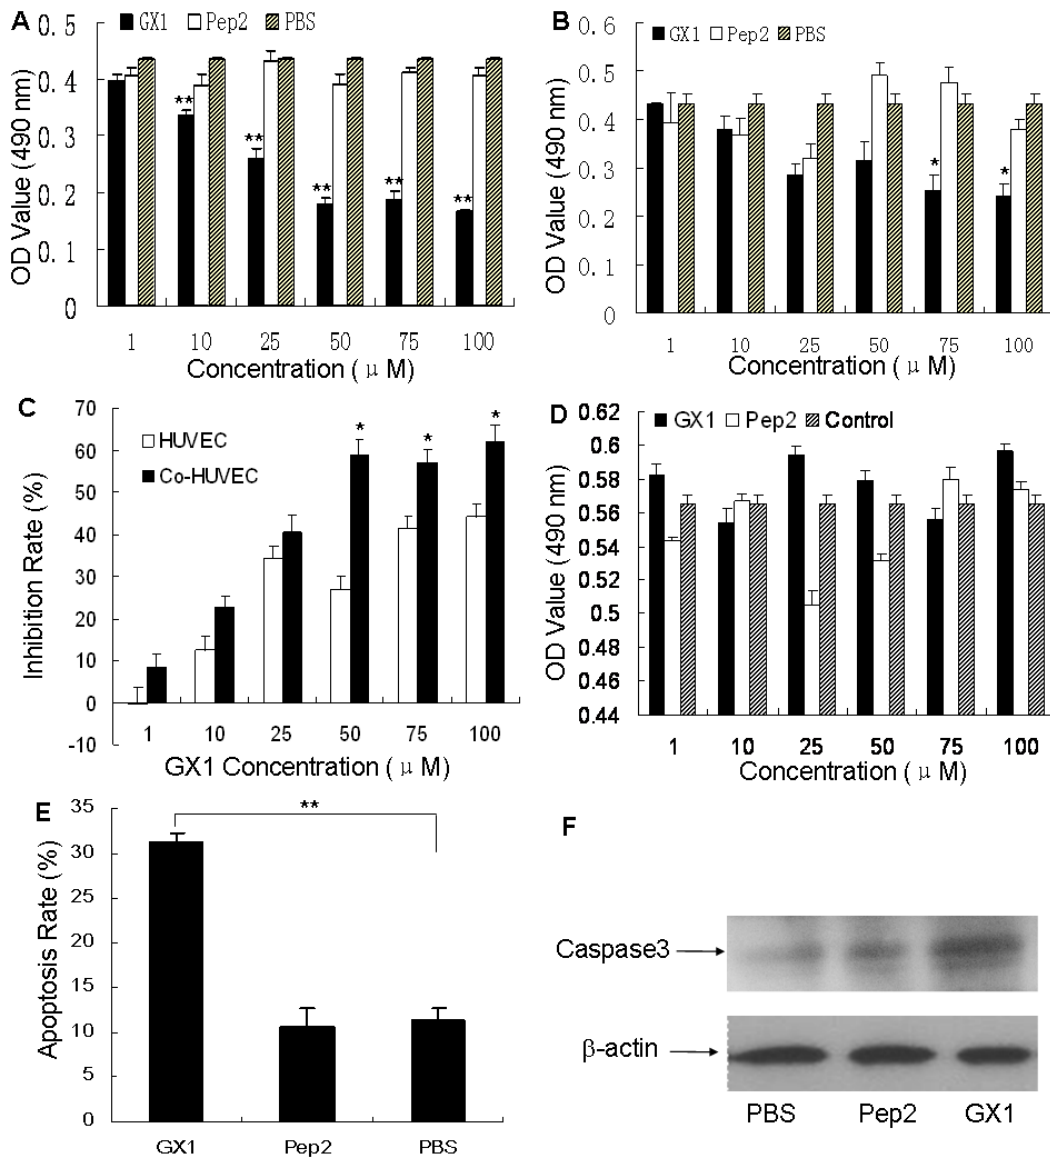 A
GX1 Pep2 PBS
OD Value (490 nm)
0.5
0.4
0.3
0.2
0.1
0
**
**
**
**
**
1 10 25 50 75 100
Concentration ( μ M)
B
GX1 Pep2 PBS
OD Value (490 nm)
0.6
0.5
0.4
0.3
0.2
0.1
0
*
*
1 10 25 50 75 100
Concentration ( μ M)
C
HUVEC
Co-HUVEC
Inhibition Rate (%)
70
60
50
40
30
20
10
0
-10
* * *
1 10 25 50 75 100
GX1 Concentration ( μ M)
D
GX1 Pep2 Control
OD Value (490 nm)
0.62
0.6
0.58
0.56
0.54
0.52
0.5
0.48
0.46
0.44
1 10 25 50 75 100
Concentration ( μ M)
E
**
Apoptosis Rate (%)
35
30
25
20
15
10
5
0
GX1 Pep2 PBS
F
Caspase3
β-actin
PBS Pep2 GX1